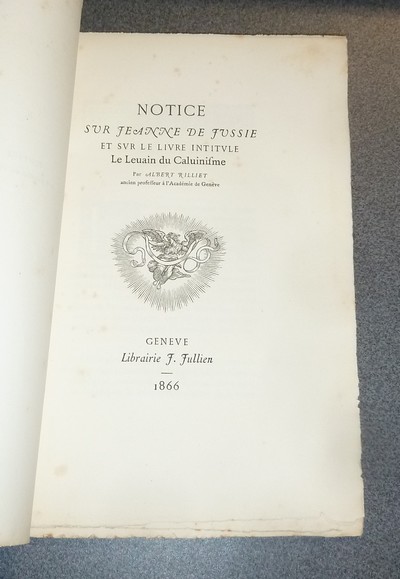 NOTICE
SVR JEANNE DE JVSSIE
ET SVR LE LIVRE INTITVLE
Le Leuain du Caluiniſme
Par ALBERT RILLIET
ancien profeſſeur à l'Académie de Genève
GENEVE
Librairie J. Jullien
1866